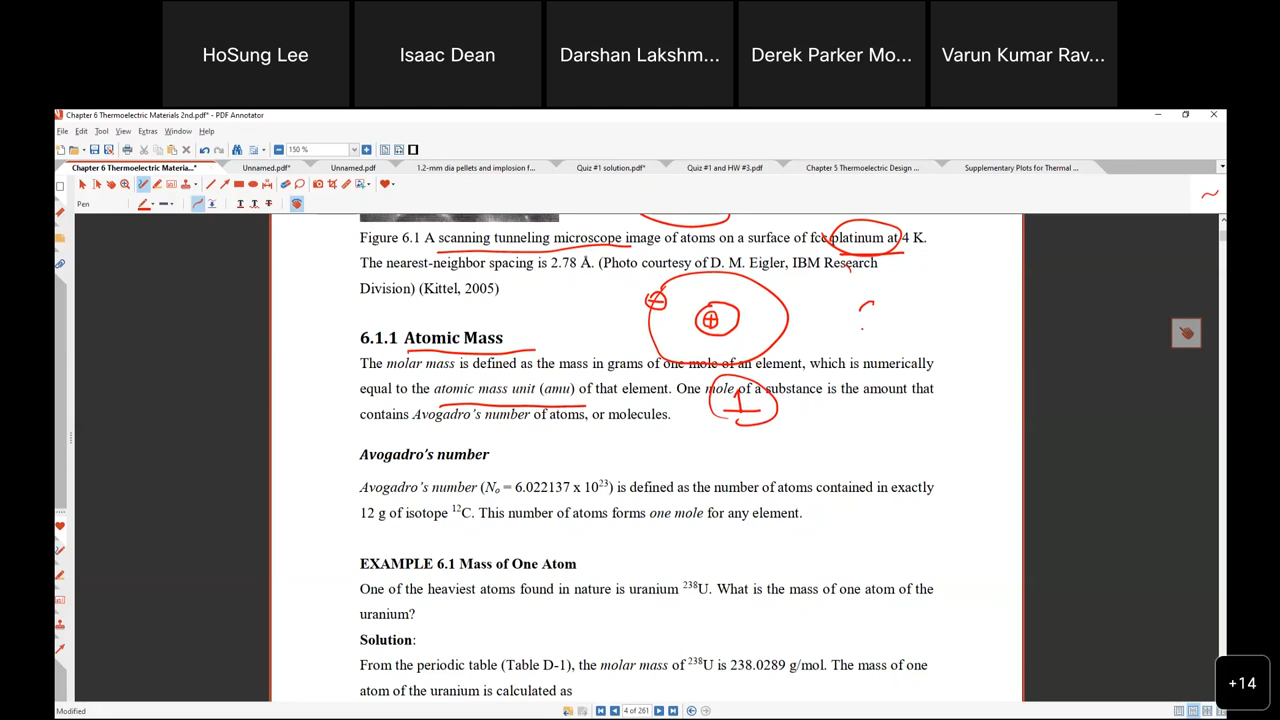 HoSung Lee
Isaac Dean
Darshan Lakshm...
Derek Parker Mo...
Varun Kumar Rav...
Chapter 6 Thermoelectric Materials 2nd.pdf* - PDF Annotator
File Edit Tool View Extras Window Help
150 %
Chapter 6 Thermoelectric Materia...*
Unnamed.pdf*
Unnamed.pdf
1.2-mm dia pellets and implosion f...
Quiz #1 solution.pdf*
Quiz #1 and HW #3.pdf
Chapter 5 Thermoelectric Design ...
Supplementary Plots for Thermal ...
Pen
Figure 6.1 A scanning tunneling microscope image of atoms on a surface of fcc platinum at 4 K.
The nearest-neighbor spacing is 2.78 Å. (Photo courtesy of D. M. Eigler, IBM Research
Division) (Kittel, 2005)
6.1.1 Atomic Mass
The molar mass is defined as the mass in grams of one mole of an element, which is numerically
equal to the atomic mass unit (amu) of that element. One mole of a substance is the amount that
contains Avogadro's number of atoms, or molecules.
1
Avogadro's number
Avogadro's number (Nₒ = 6.022137 x 10²³) is defined as the number of atoms contained in exactly
12 g of isotope ¹²C. This number of atoms forms one mole for any element.
EXAMPLE 6.1 Mass of One Atom
One of the heaviest atoms found in nature is uranium ²³⁸U. What is the mass of one atom of the
uranium?
Solution:
From the periodic table (Table D-1), the molar mass of ²³⁸U is 238.0289 g/mol. The mass of one
atom of the uranium is calculated as
+14
Modified
4 of 261